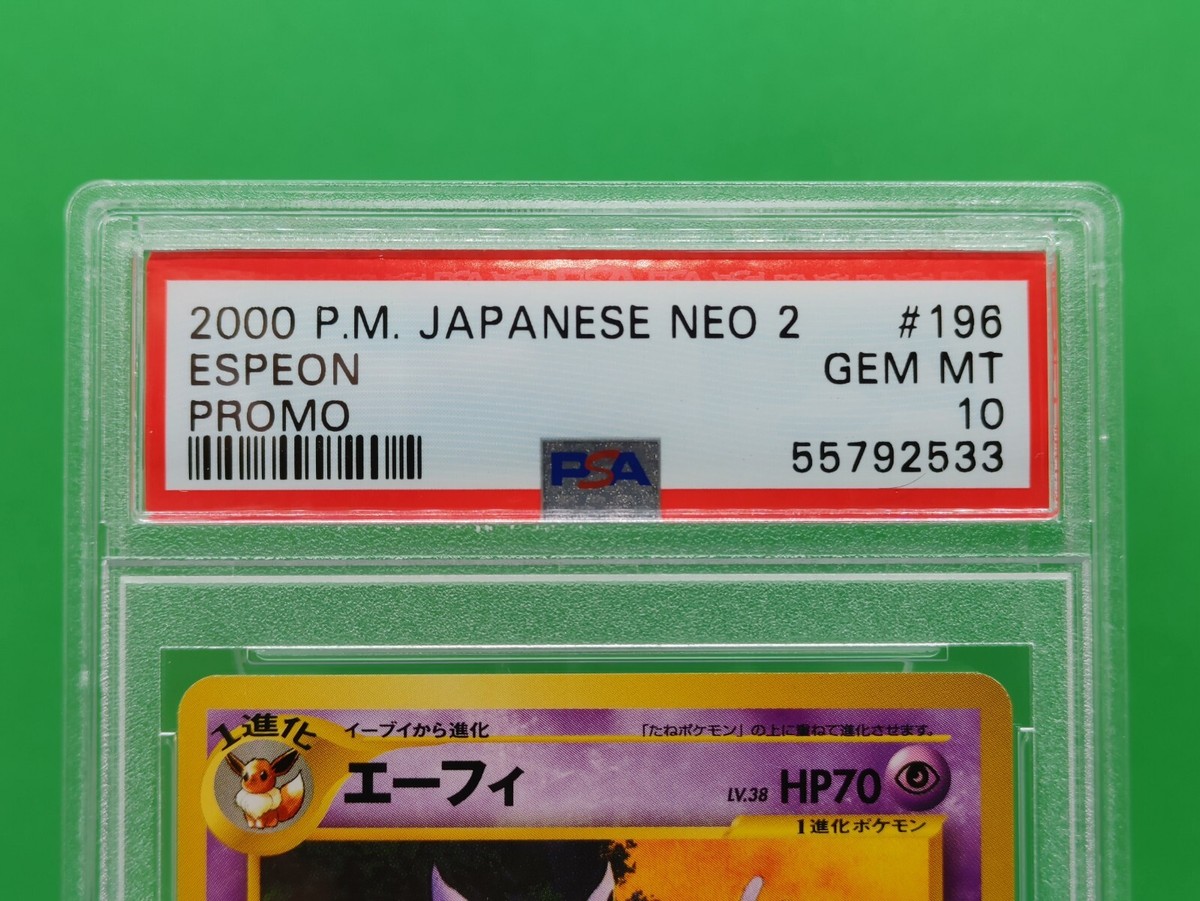 2000 P.M. JAPANESE NEO 2 #196
ESPEON GEM MT
PROMO 10
PSA 55792533
1進化 イーブイから進化 「たねポケモン」の上に重ねて進化させます。
エーフィ LV.38 HP70
1進化ポケモン